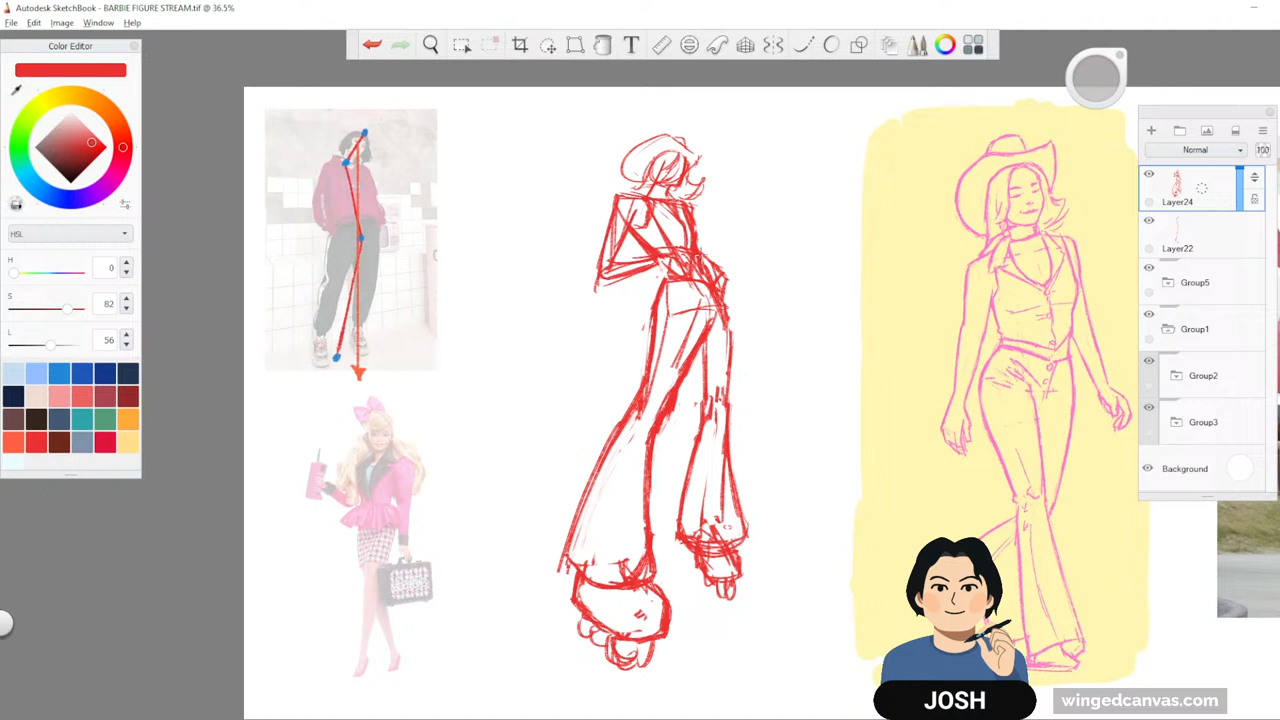 Autodesk SketchBook - BARBIE FIGURE STREAM.tif @ 36.5%
File Edit Image Window Help
Color Editor
T
HSL
H 0
S 82
L 56
Normal 100
Layer24
Layer22
Group5
Group1
Group2
Group3
Background
JOSH
wingedcanvas.com